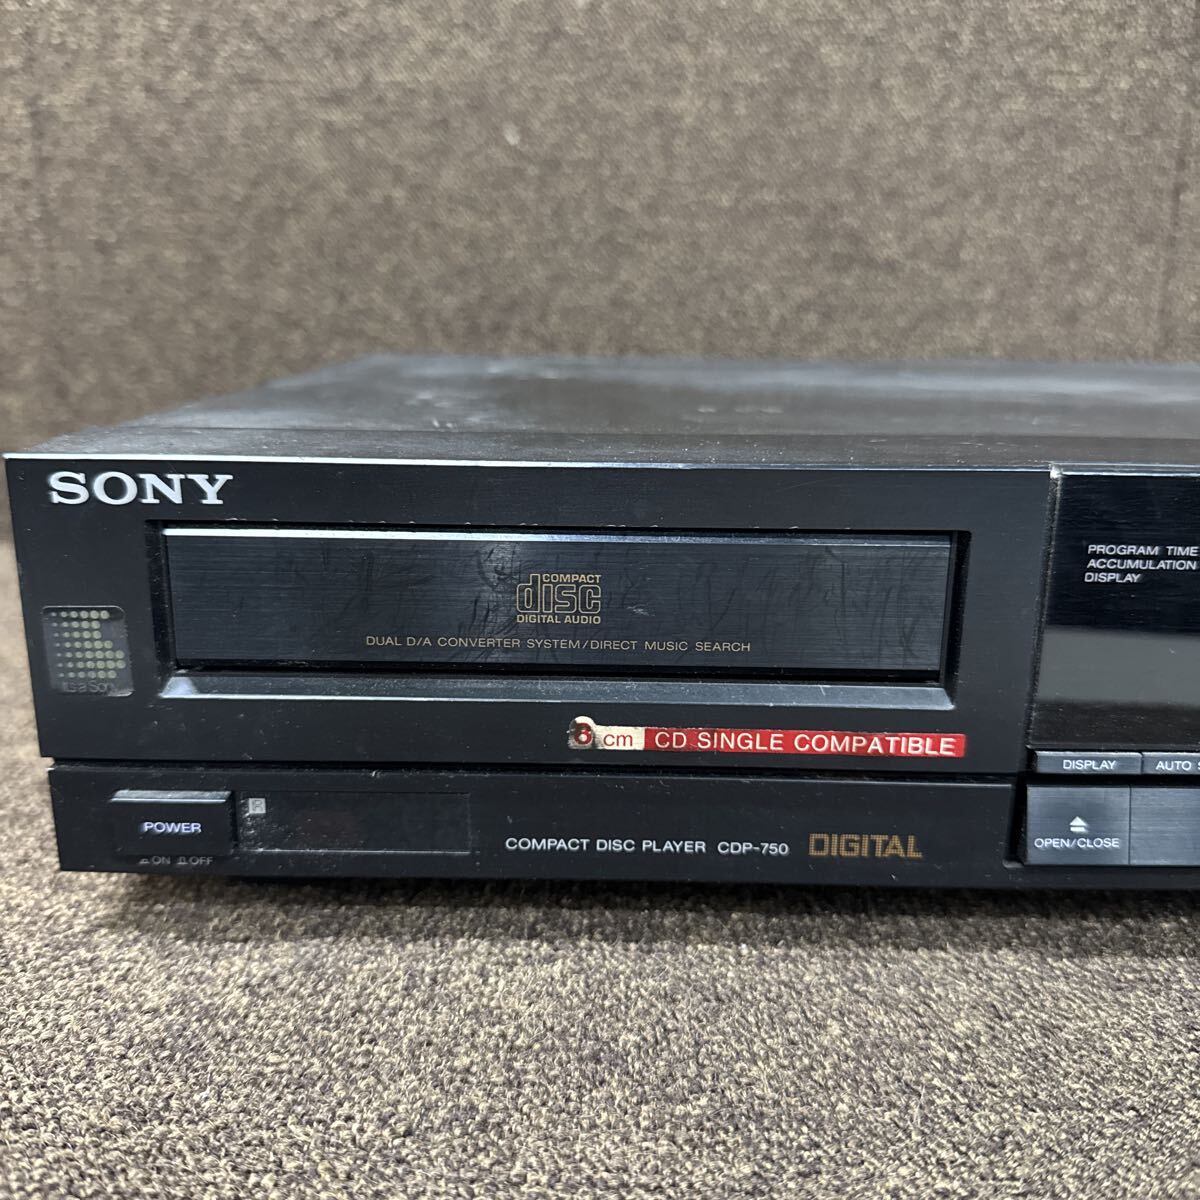 SONY
COMPACT
disc
DIGITAL AUDIO
DUAL D/A CONVERTER SYSTEM/DIRECT MUSIC SEARCH
8 cm CD SINGLE COMPATIBLE
POWER
ON OFF
COMPACT DISC PLAYER CDP-750 DIGITAL
PROGRAM TIME
ACCUMULATION
DISPLAY
DISPLAY
AUTO
OPEN/CLOSE